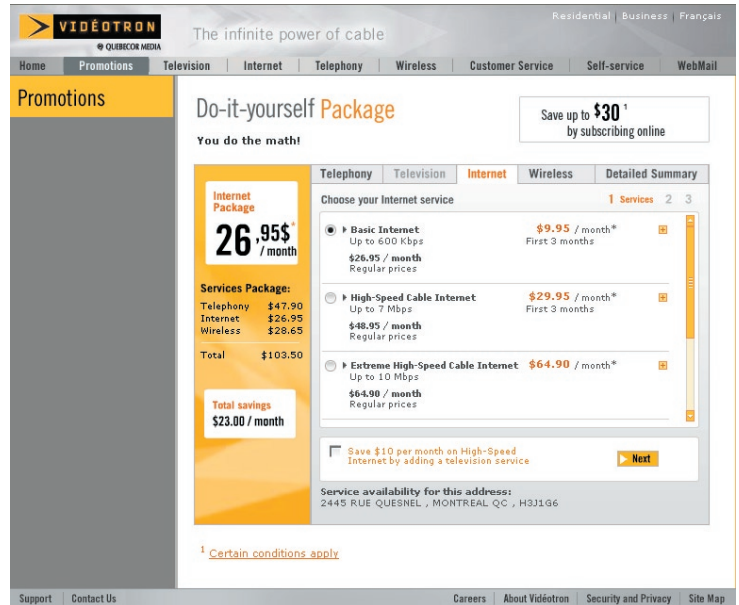 VIDÉOTRON
QUEBECOR MEDIA
The infinite power of cable
Residential | Business | Français
Home Promotions Television Internet Telephony Wireless Customer Service Self-service WebMail
Promotions
Do-it-yourself Package
You do the math!
Save up to $30 1
by subscribing online
Internet
Package
26,95$*
/ month
Services Package:
Telephony $47.90
Internet $26.95
Wireless $28.65
Total $103.50
Total savings
$23.00 / month
Telephony Television Internet Wireless Detailed Summary
Choose your Internet service
1 Services 2 3
Basic Internet $9.95 / month*
Up to 600 Kbps First 3 months
$26.95 / month
Regular prices
High-Speed Cable Internet $29.95 / month*
Up to 7 Mbps First 3 months
$48.95 / month
Regular prices
Extreme High-Speed Cable Internet $64.90 / month*
Up to 10 Mbps
$64.90 / month
Regular prices
Save $10 per month on High-Speed
Internet by adding a television service
Next
Service availability for this address:
2445 RUE QUESNEL , MONTREAL QC , H3J1G6
1 Certain conditions apply
Support Contact Us Careers About Vidéotron Security and Privacy Site Map